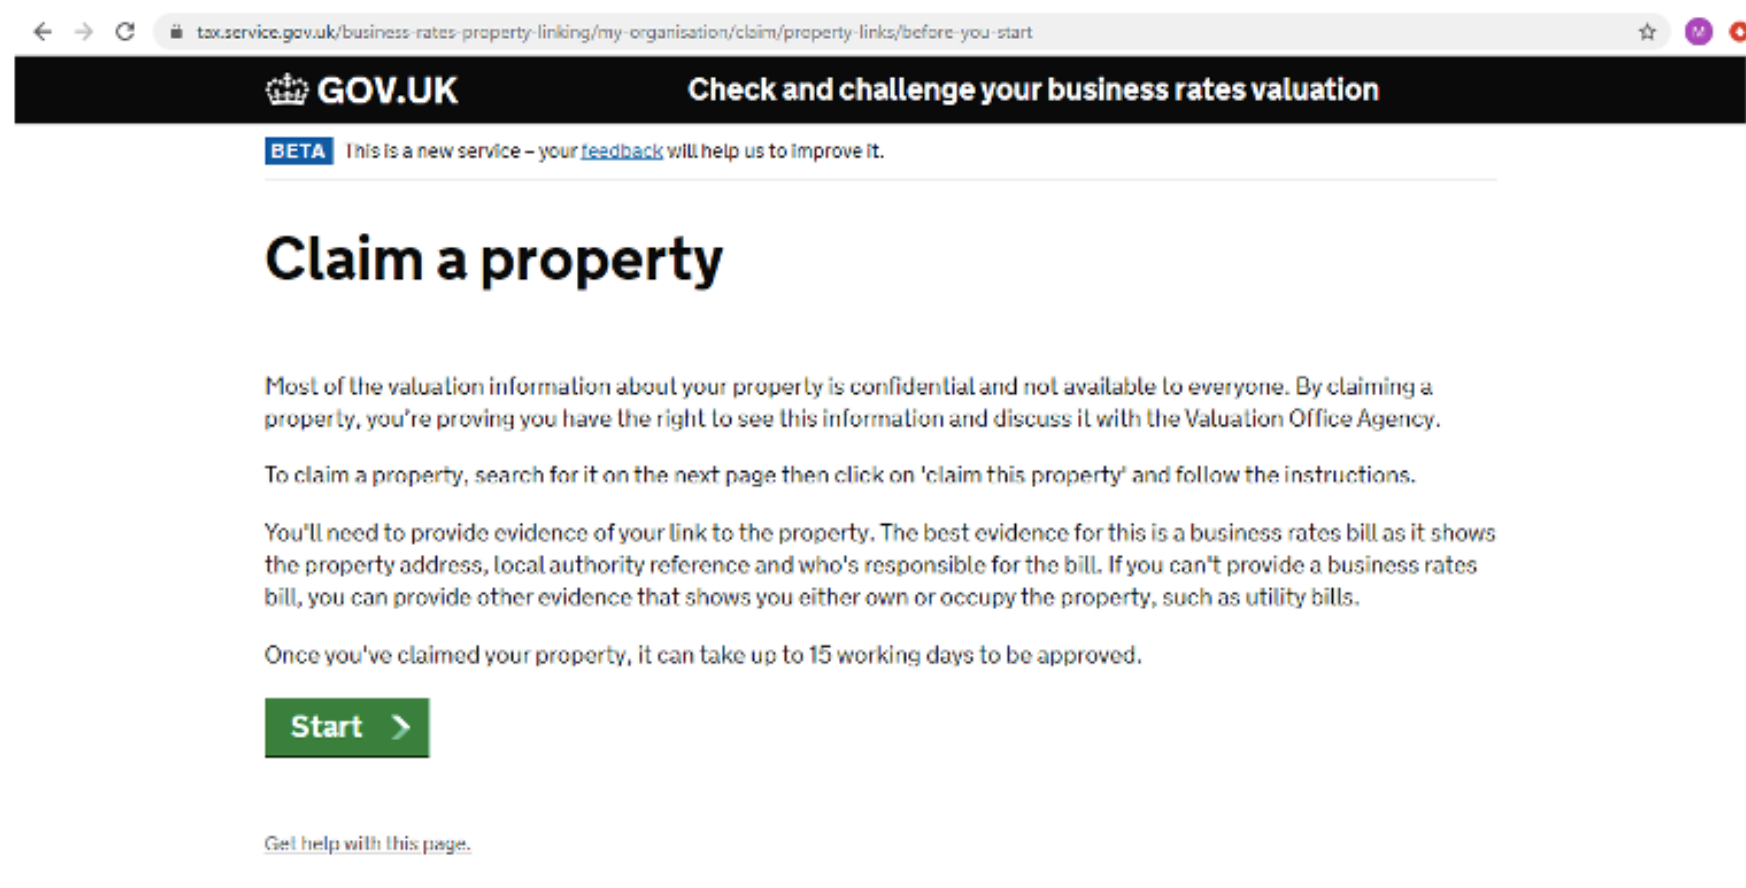 tax.service.gov.uk/business-rates-property-linking/my-organisation/claim/property-links/before-you-start
M
GOV.UK
Check and challenge your business rates valuation
BETA This is a new service – your feedback will help us to improve it.
Claim a property
Most of the valuation information about your property is confidential and not available to everyone. By claiming a
property, you're proving you have the right to see this information and discuss it with the Valuation Office Agency.
To claim a property, search for it on the next page then click on 'claim this property' and follow the instructions.
You'll need to provide evidence of your link to the property. The best evidence for this is a business rates bill as it shows
the property address, local authority reference and who's responsible for the bill. If you can't provide a business rates
bill, you can provide other evidence that shows you either own or occupy the property, such as utility bills.
Once you've claimed your property, it can take up to 15 working days to be approved.
Start
Get help with this page.